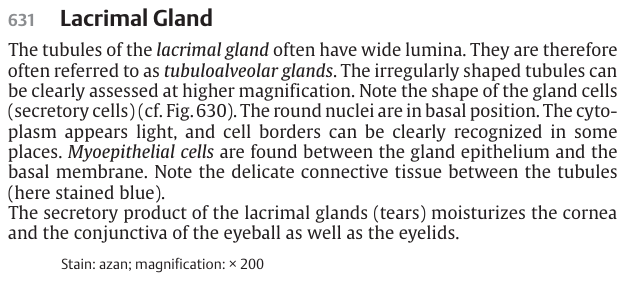 631 Lacrimal Gland
The tubules of the lacrimal gland often have wide lumina. They are therefore
often referred to as tubuloalveolar glands. The irregularly shaped tubules can
be clearly assessed at higher magnification. Note the shape of the gland cells
(secretory cells) (cf. Fig. 630). The round nuclei are in basal position. The cyto-
plasm appears light, and cell borders can be clearly recognized in some
places. Myoepithelial cells are found between the gland epithelium and the
basal membrane. Note the delicate connective tissue between the tubules
(here stained blue).
The secretory product of the lacrimal glands (tears) moisturizes the cornea
and the conjunctiva of the eyeball as well as the eyelids.
Stain: azan; magnification: × 200